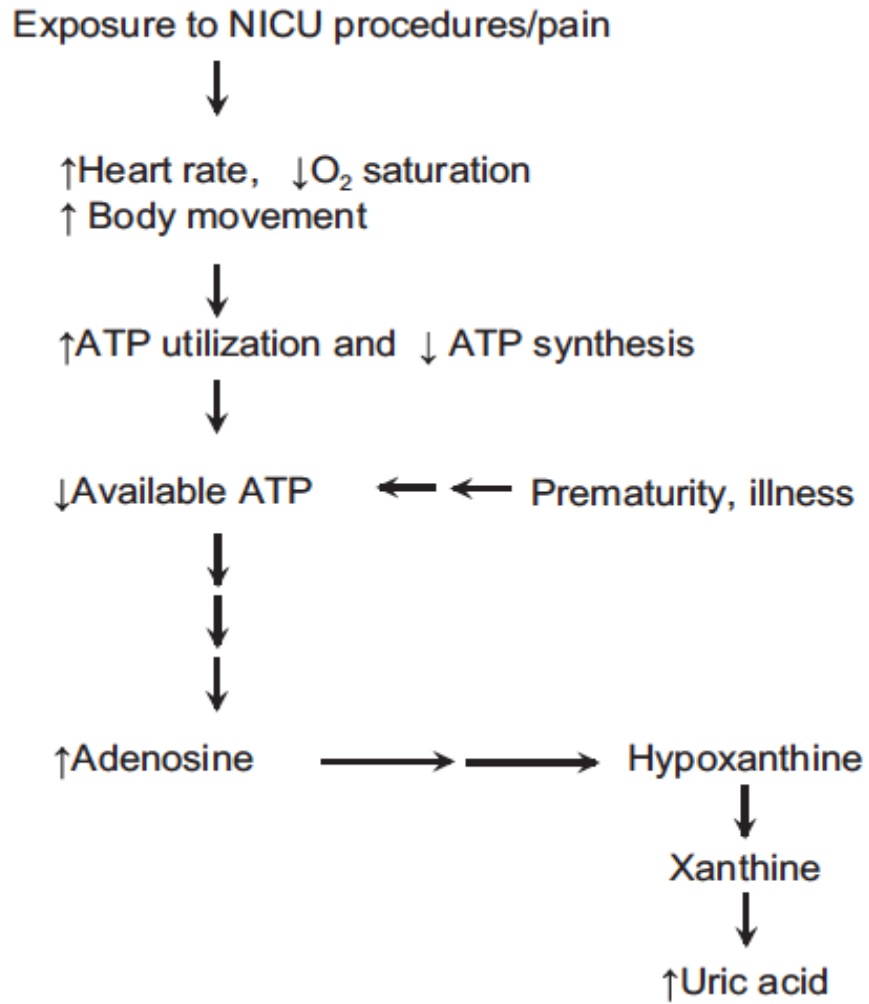 Exposure to NICU procedures/pain
↑Heart rate, ↓O₂ saturation
↑ Body movement
↑ATP utilization and ↓ ATP synthesis
↓Available ATP
Prematurity, illness
↑Adenosine
Hypoxanthine
Xanthine
↑Uric acid